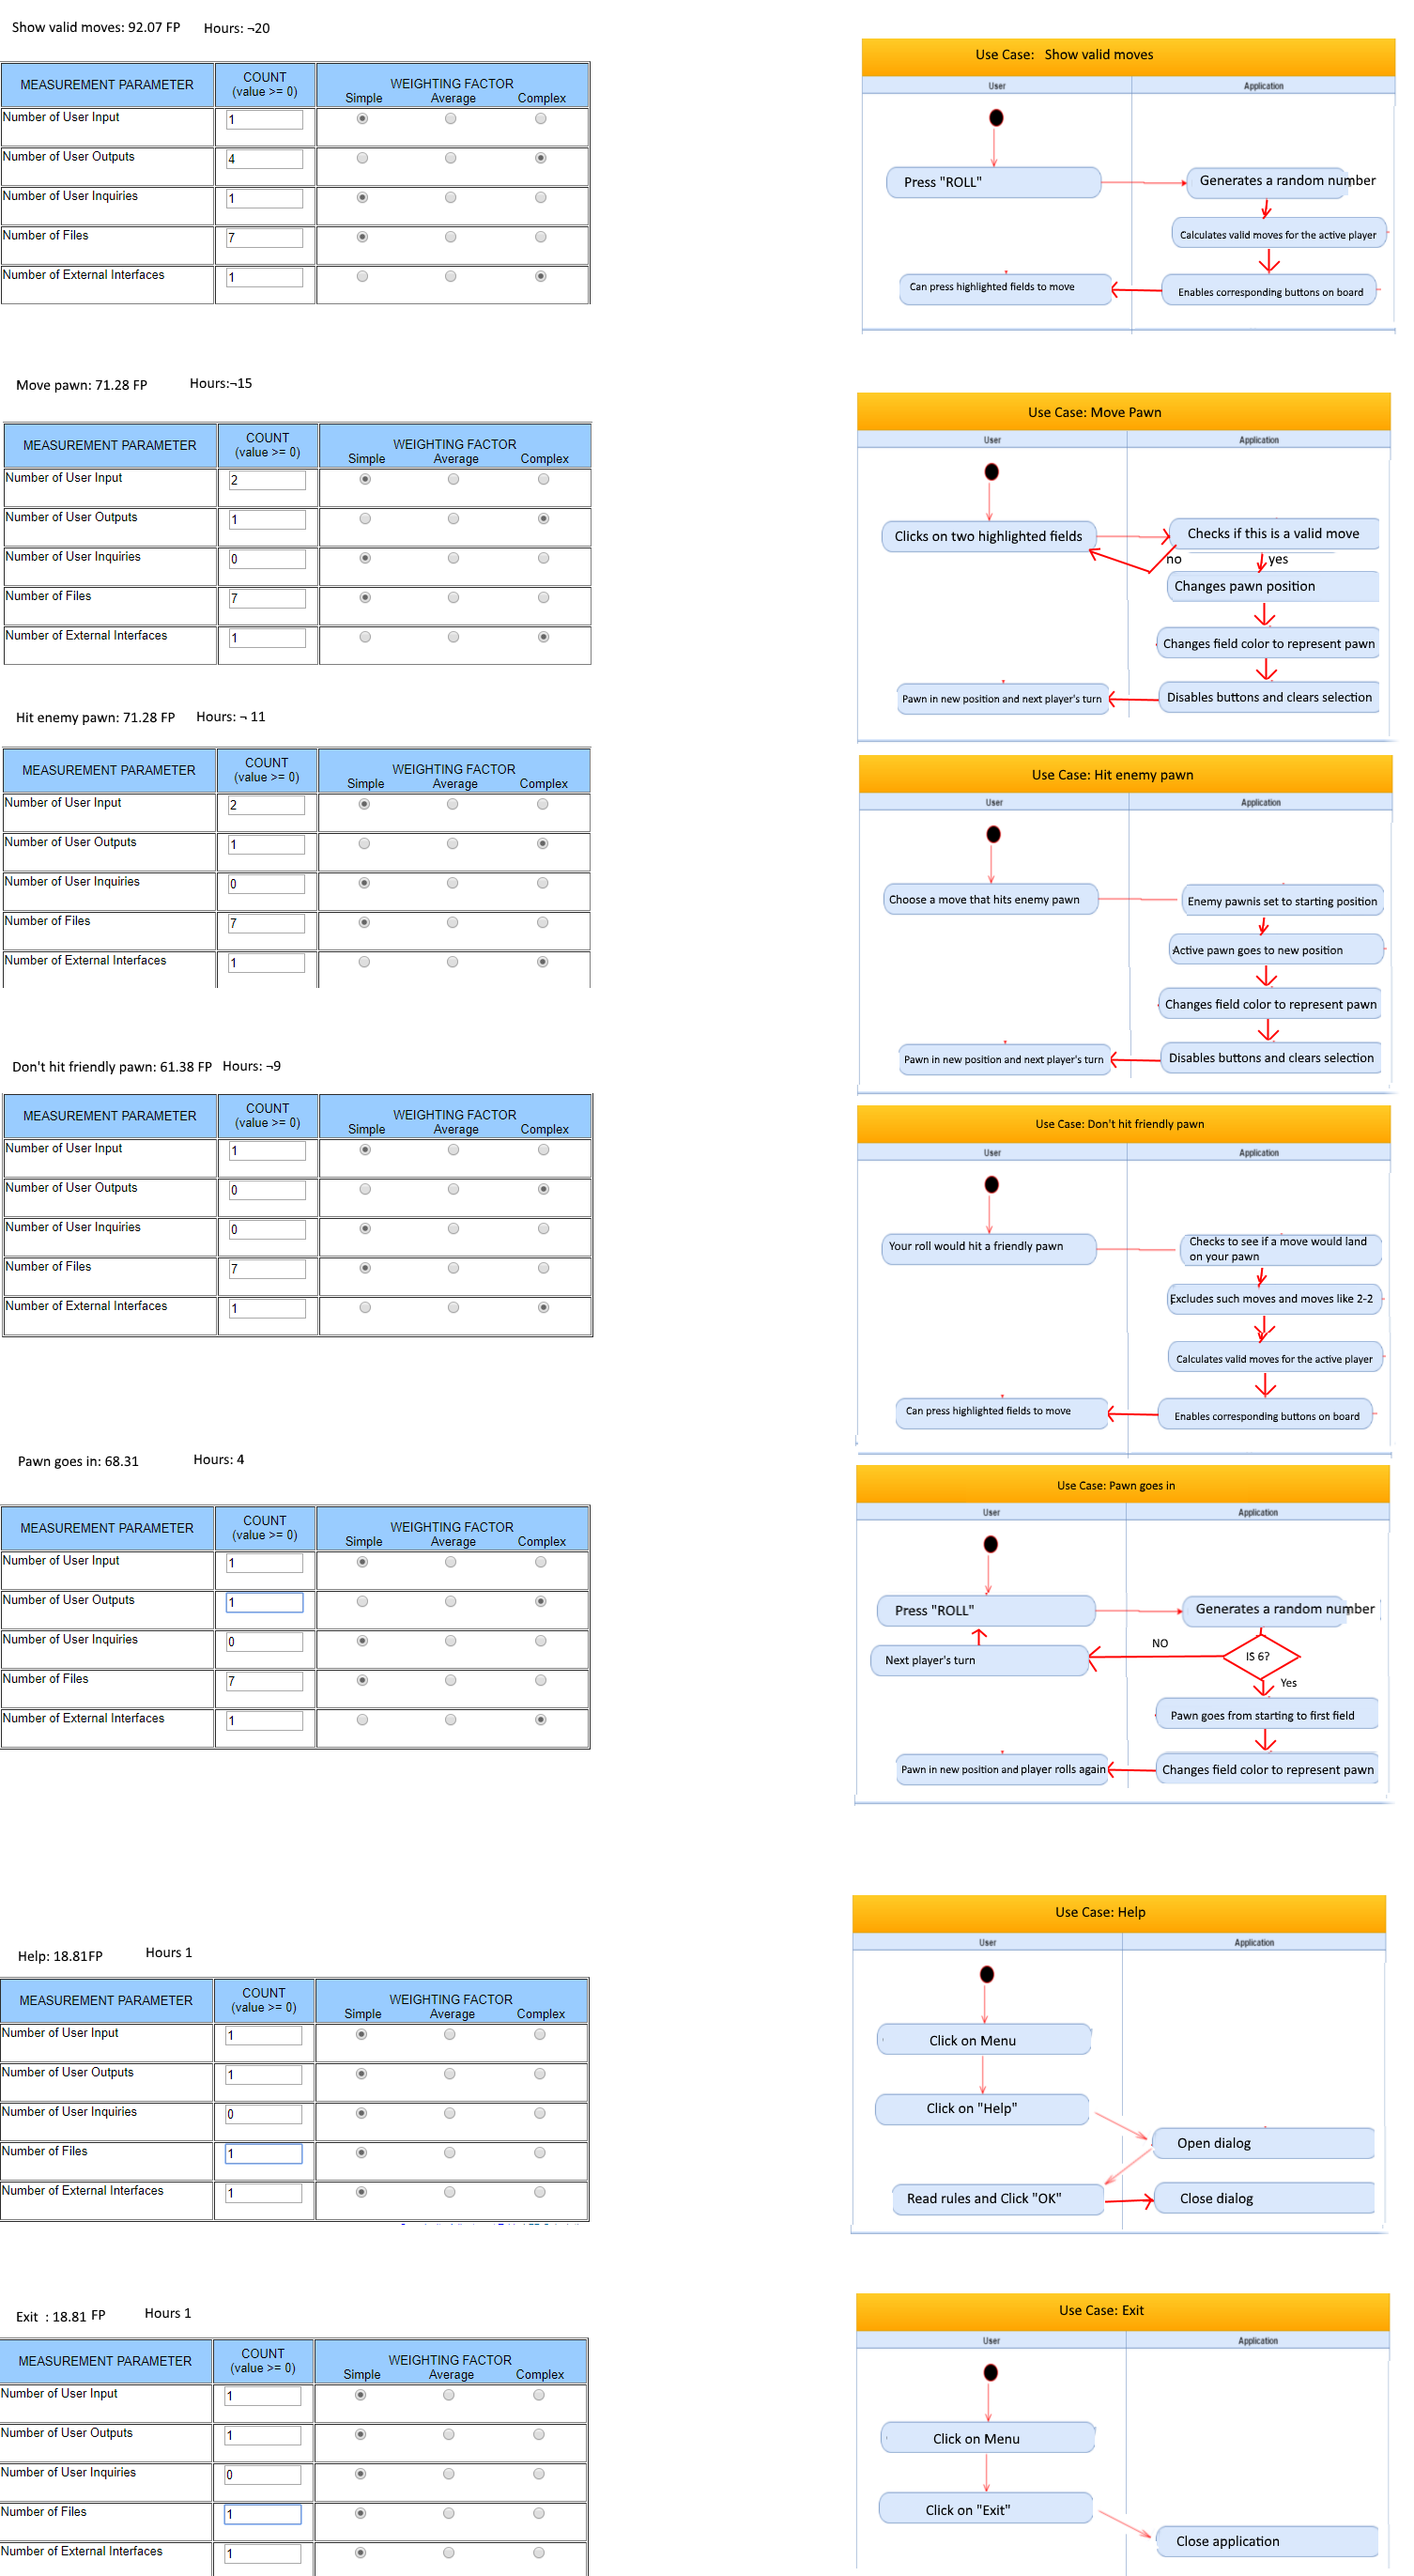 Show valid moves: 92.07 FP Hours: ¬20
MEASUREMENT PARAMETER COUNT (value >= 0) WEIGHTING FACTOR
Simple Average Complex
Number of User Input 1
Number of User Outputs 4
Number of User Inquiries 1
Number of Files 7
Number of External Interfaces 1
Use Case: Show valid moves
User Application
Press "ROLL" Generates a random number
Calculates valid moves for the active player
Can press highlighted fields to move Enables corresponding buttons on board
Move pawn: 71.28 FP Hours:¬15
MEASUREMENT PARAMETER COUNT (value >= 0) WEIGHTING FACTOR
Simple Average Complex
Number of User Input 2
Number of User Outputs 1
Number of User Inquiries 0
Number of Files 7
Number of External Interfaces 1
Use Case: Move Pawn
User Application
Clicks on two highlighted fields Checks if this is a valid move
no yes
Changes pawn position
Changes field color to represent pawn
Pawn in new position and next player's turn Disables buttons and clears selection
Hit enemy pawn: 71.28 FP Hours: ¬ 11
MEASUREMENT PARAMETER COUNT (value >= 0) WEIGHTING FACTOR
Simple Average Complex
Number of User Input 2
Number of User Outputs 1
Number of User Inquiries 0
Number of Files 7
Number of External Interfaces 1
Use Case: Hit enemy pawn
User Application
Choose a move that hits enemy pawn Enemy pawnis set to starting position
Active pawn goes to new position
Changes field color to represent pawn
Pawn in new position and next player's turn Disables buttons and clears selection
Don't hit friendly pawn: 61.38 FP Hours: ¬9
MEASUREMENT PARAMETER COUNT (value >= 0) WEIGHTING FACTOR
Simple Average Complex
Number of User Input 1
Number of User Outputs 0
Number of User Inquiries 0
Number of Files 7
Number of External Interfaces 1
Use Case: Don't hit friendly pawn
User Application
Your roll would hit a friendly pawn Checks to see if a move would land
on your pawn
Excludes such moves and moves like 2-2
Calculates valid moves for the active player
Can press highlighted fields to move Enables corresponding buttons on board
Pawn goes in: 68.31 Hours: 4
MEASUREMENT PARAMETER COUNT (value >= 0) WEIGHTING FACTOR
Simple Average Complex
Number of User Input 1
Number of User Outputs 1
Number of User Inquiries 0
Number of Files 7
Number of External Interfaces 1
Use Case: Pawn goes in
User Application
Press "ROLL" Generates a random number
Next player's turn NO IS 6?
Yes
Pawn goes from starting to first field
Pawn in new position and player rolls again Changes field color to represent pawn
Help: 18.81FP Hours 1
MEASUREMENT PARAMETER COUNT (value >= 0) WEIGHTING FACTOR
Simple Average Complex
Number of User Input 1
Number of User Outputs 1
Number of User Inquiries 0
Number of Files 1
Number of External Interfaces 1
Use Case: Help
User Application
Click on Menu
Click on "Help"
Open dialog
Read rules and Click "OK" Close dialog
Exit : 18.81 FP Hours 1
MEASUREMENT PARAMETER COUNT (value >= 0) WEIGHTING FACTOR
Simple Average Complex
Number of User Input 1
Number of User Outputs 1
Number of User Inquiries 0
Number of Files 1
Number of External Interfaces 1
Use Case: Exit
User Application
Click on Menu
Click on "Exit"
Close application